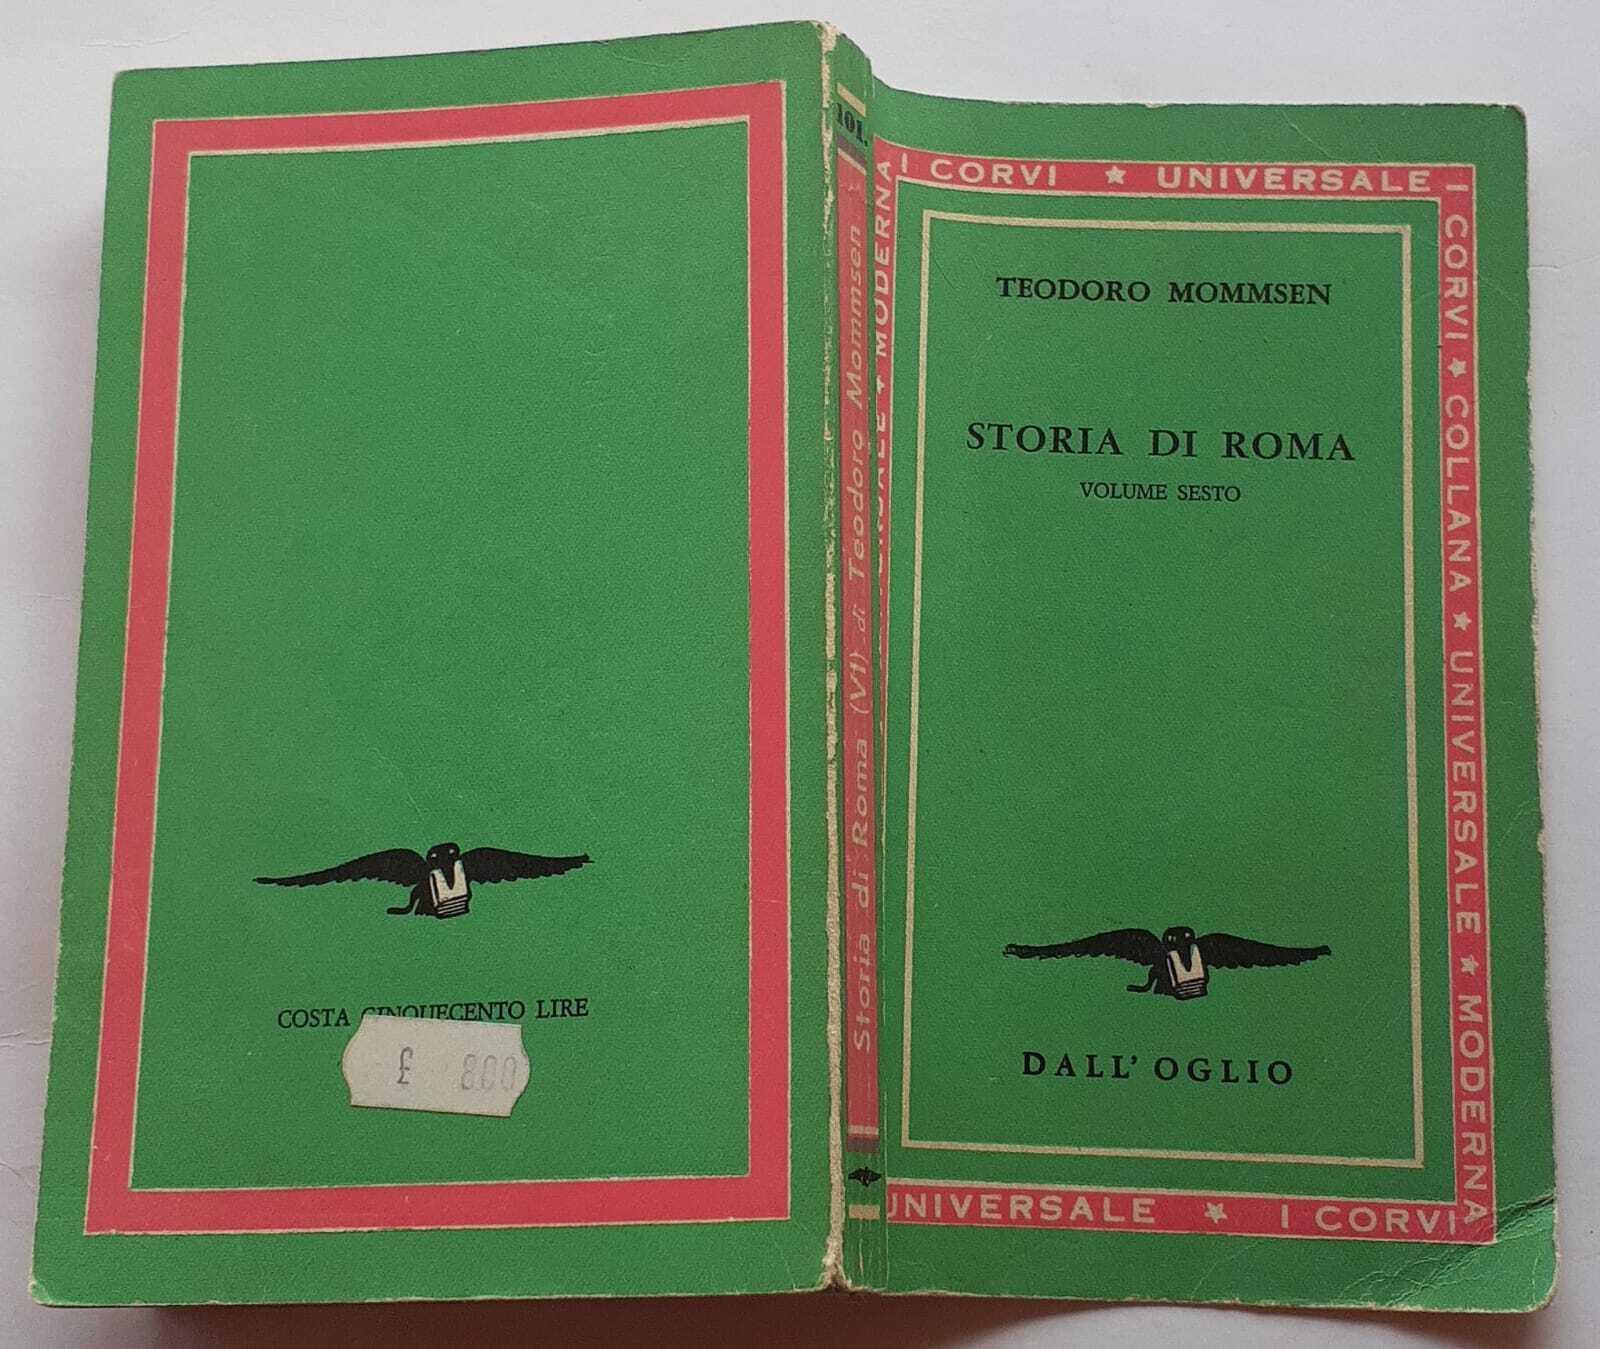 COSTA CINQUECENTO LIRE
£ 800
101.
Storia di Roma (VI) di Teodoro Mommsen
I CORVI ★ UNIVERSALE
I CORVI ★ COLLANA ★ UNIVERSALE ★ MODERNA
UNIVERSALE ★ I CORVI
MODERNA
TEODORO MOMMSEN
STORIA DI ROMA
VOLUME SESTO
DALL'OGLIO